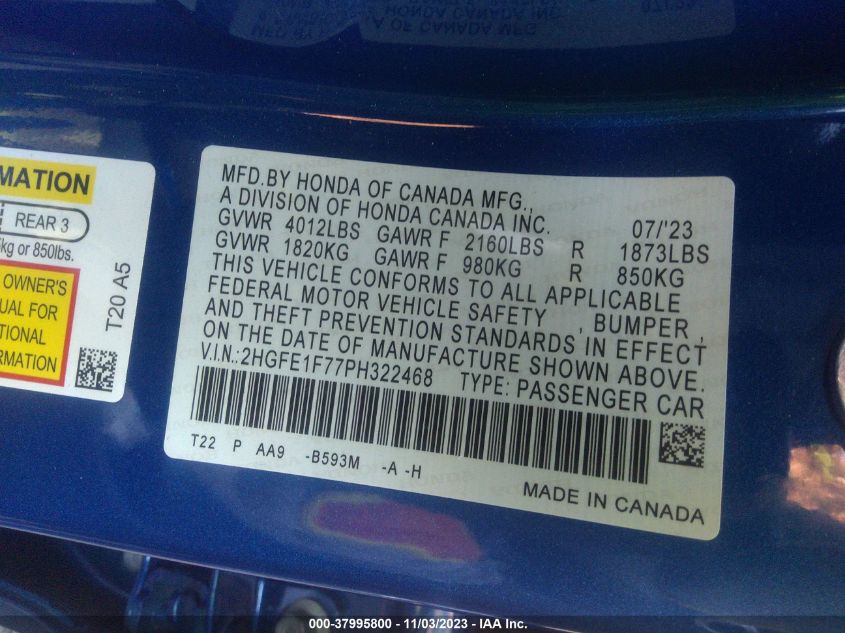 MATION
REAR 3
kg or 850lbs.
OWNER'S
UAL FOR
TIONAL
RMATION
T20 A5
MFD.BY HONDA OF CANADA MFG.,
A DIVISION OF HONDA CANADA INC. 07/'23
GVWR 4012LBS GAWR F 2160LBS R 1873LBS
GVWR 1820KG GAWR F 980KG R 850KG
THIS VEHICLE CONFORMS TO ALL APPLICABLE
FEDERAL MOTOR VEHICLE SAFETY , BUMPER ,
AND THEFT PREVENTION STANDARDS IN EFFECT
ON THE DATE OF MANUFACTURE SHOWN ABOVE.
V.I.N.:2HGFE1F77PH322468 TYPE: PASSENGER CAR
T22 P AA9 -B593M -A -H
MADE IN CANADA
000-37995800 - 11/03/2023 - IAA Inc.